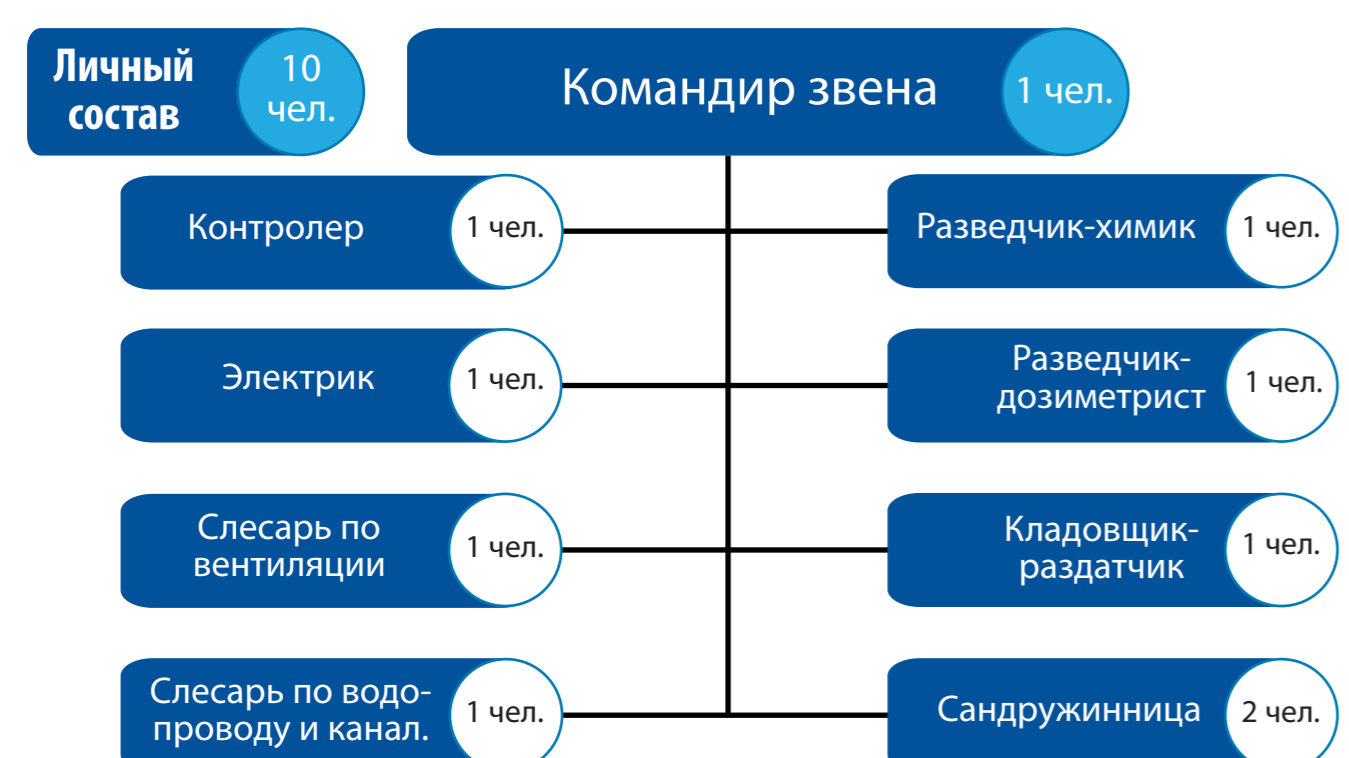 Личный
состав
10
чел.
Командир звена
1 чел.
Контролер
1 чел.
Разведчик-химик
1 чел.
Электрик
1 чел.
Разведчик-
дозиметрист
1 чел.
Слесарь по
вентиляции
1 чел.
Кладовщик-
раздатчик
1 чел.
Слесарь по водо-
проводу и канал.
1 чел.
Сандружинница
2 чел.